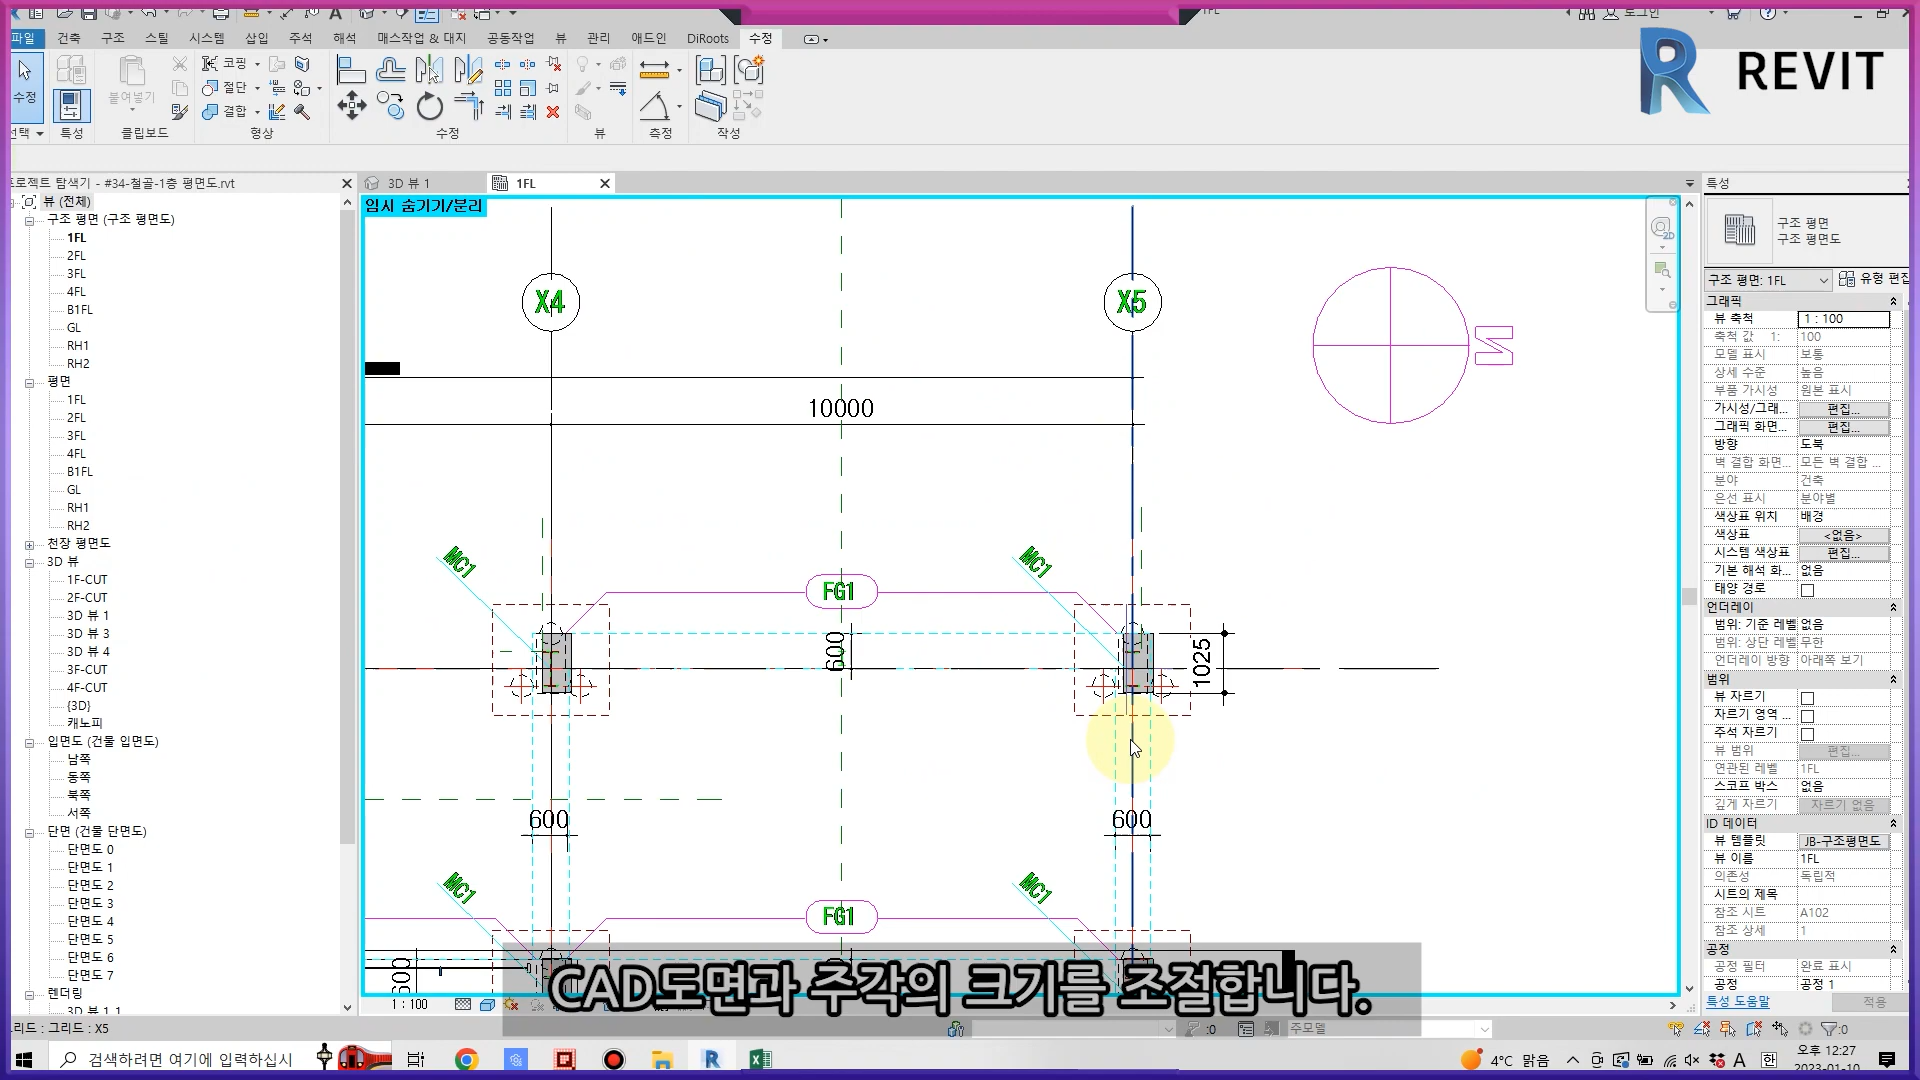 1FL
로그인
REVIT
파일 건축 구조 스틸 시스템 삽입 주석 해석 매스작업 & 대지 공동작업 뷰 관리 애드인 DiRoots 수정
수정
붙여넣기
코핑
절단
결합
선택 특성 클립보드 형상 수정 뷰 측정 작성
프로젝트 탐색기 - #34-철골-1층 평면도.rvt
3D 뷰 1
1FL
특성
뷰 (전체)
구조 평면 (구조 평면도)
1FL
2FL
3FL
4FL
B1FL
GL
RH1
RH2
평면
1FL
2FL
3FL
4FL
B1FL
GL
RH1
RH2
천장 평면도
3D 뷰
1F-CUT
2F-CUT
3D 뷰 1
3D 뷰 3
3D 뷰 4
3F-CUT
4F-CUT
{3D}
캐노피
입면도 (건물 입면도)
남쪽
동쪽
북쪽
서쪽
단면 (건물 단면도)
단면도 0
단면도 1
단면도 2
단면도 3
단면도 4
단면도 5
단면도 6
단면도 7
렌더링
3D 뷰 1 1
임시 숨기기/분리
X4
X5
10000
MC1
MC1
FG1
600
1025
600
600
MC1
MC1
FG1
600
2D
구조 평면
구조 평면도
구조 평면: 1FL
유형 편집
그래픽
뷰 축척 1 : 100
축척 값 1: 100
모델 표시 보통
상세 수준 높음
부품 가시성 원본 표시
가시성/그래... 편집...
그래픽 화면... 편집...
방향 도북
벽 결합 화면... 모든 벽 결합 ...
분야 건축
은선 표시 분야별
색상표 위치 배경
색상표 <없음>
시스템 색상표 편집...
기본 해석 화... 없음
태양 경로
언더레이
범위: 기준 레벨 없음
범위: 상단 레벨 무한
언더레이 방향 아래쪽 보기
범위
뷰 자르기
자르기 영역 ...
주석 자르기
뷰 범위 편집...
연관된 레벨 1FL
스코프 박스 없음
깊게 자르기 자르기 없음
ID 데이터
뷰 템플릿 JB-구조평면도
뷰 이름 1FL
의존성 독립적
시트의 제목
참조 시트 A102
참조 상세 1
공정
공정 필터 완료 표시
공정 공정 1
특성 도움말 적용
1 : 100
CAD도면과 주각의 크기를 조절합니다.
그리드 : 그리드 : X5
:0
주모델
:0
검색하려면 여기에 입력하십시
4°C 맑음
A
한
오후 12:27
2023-01-10